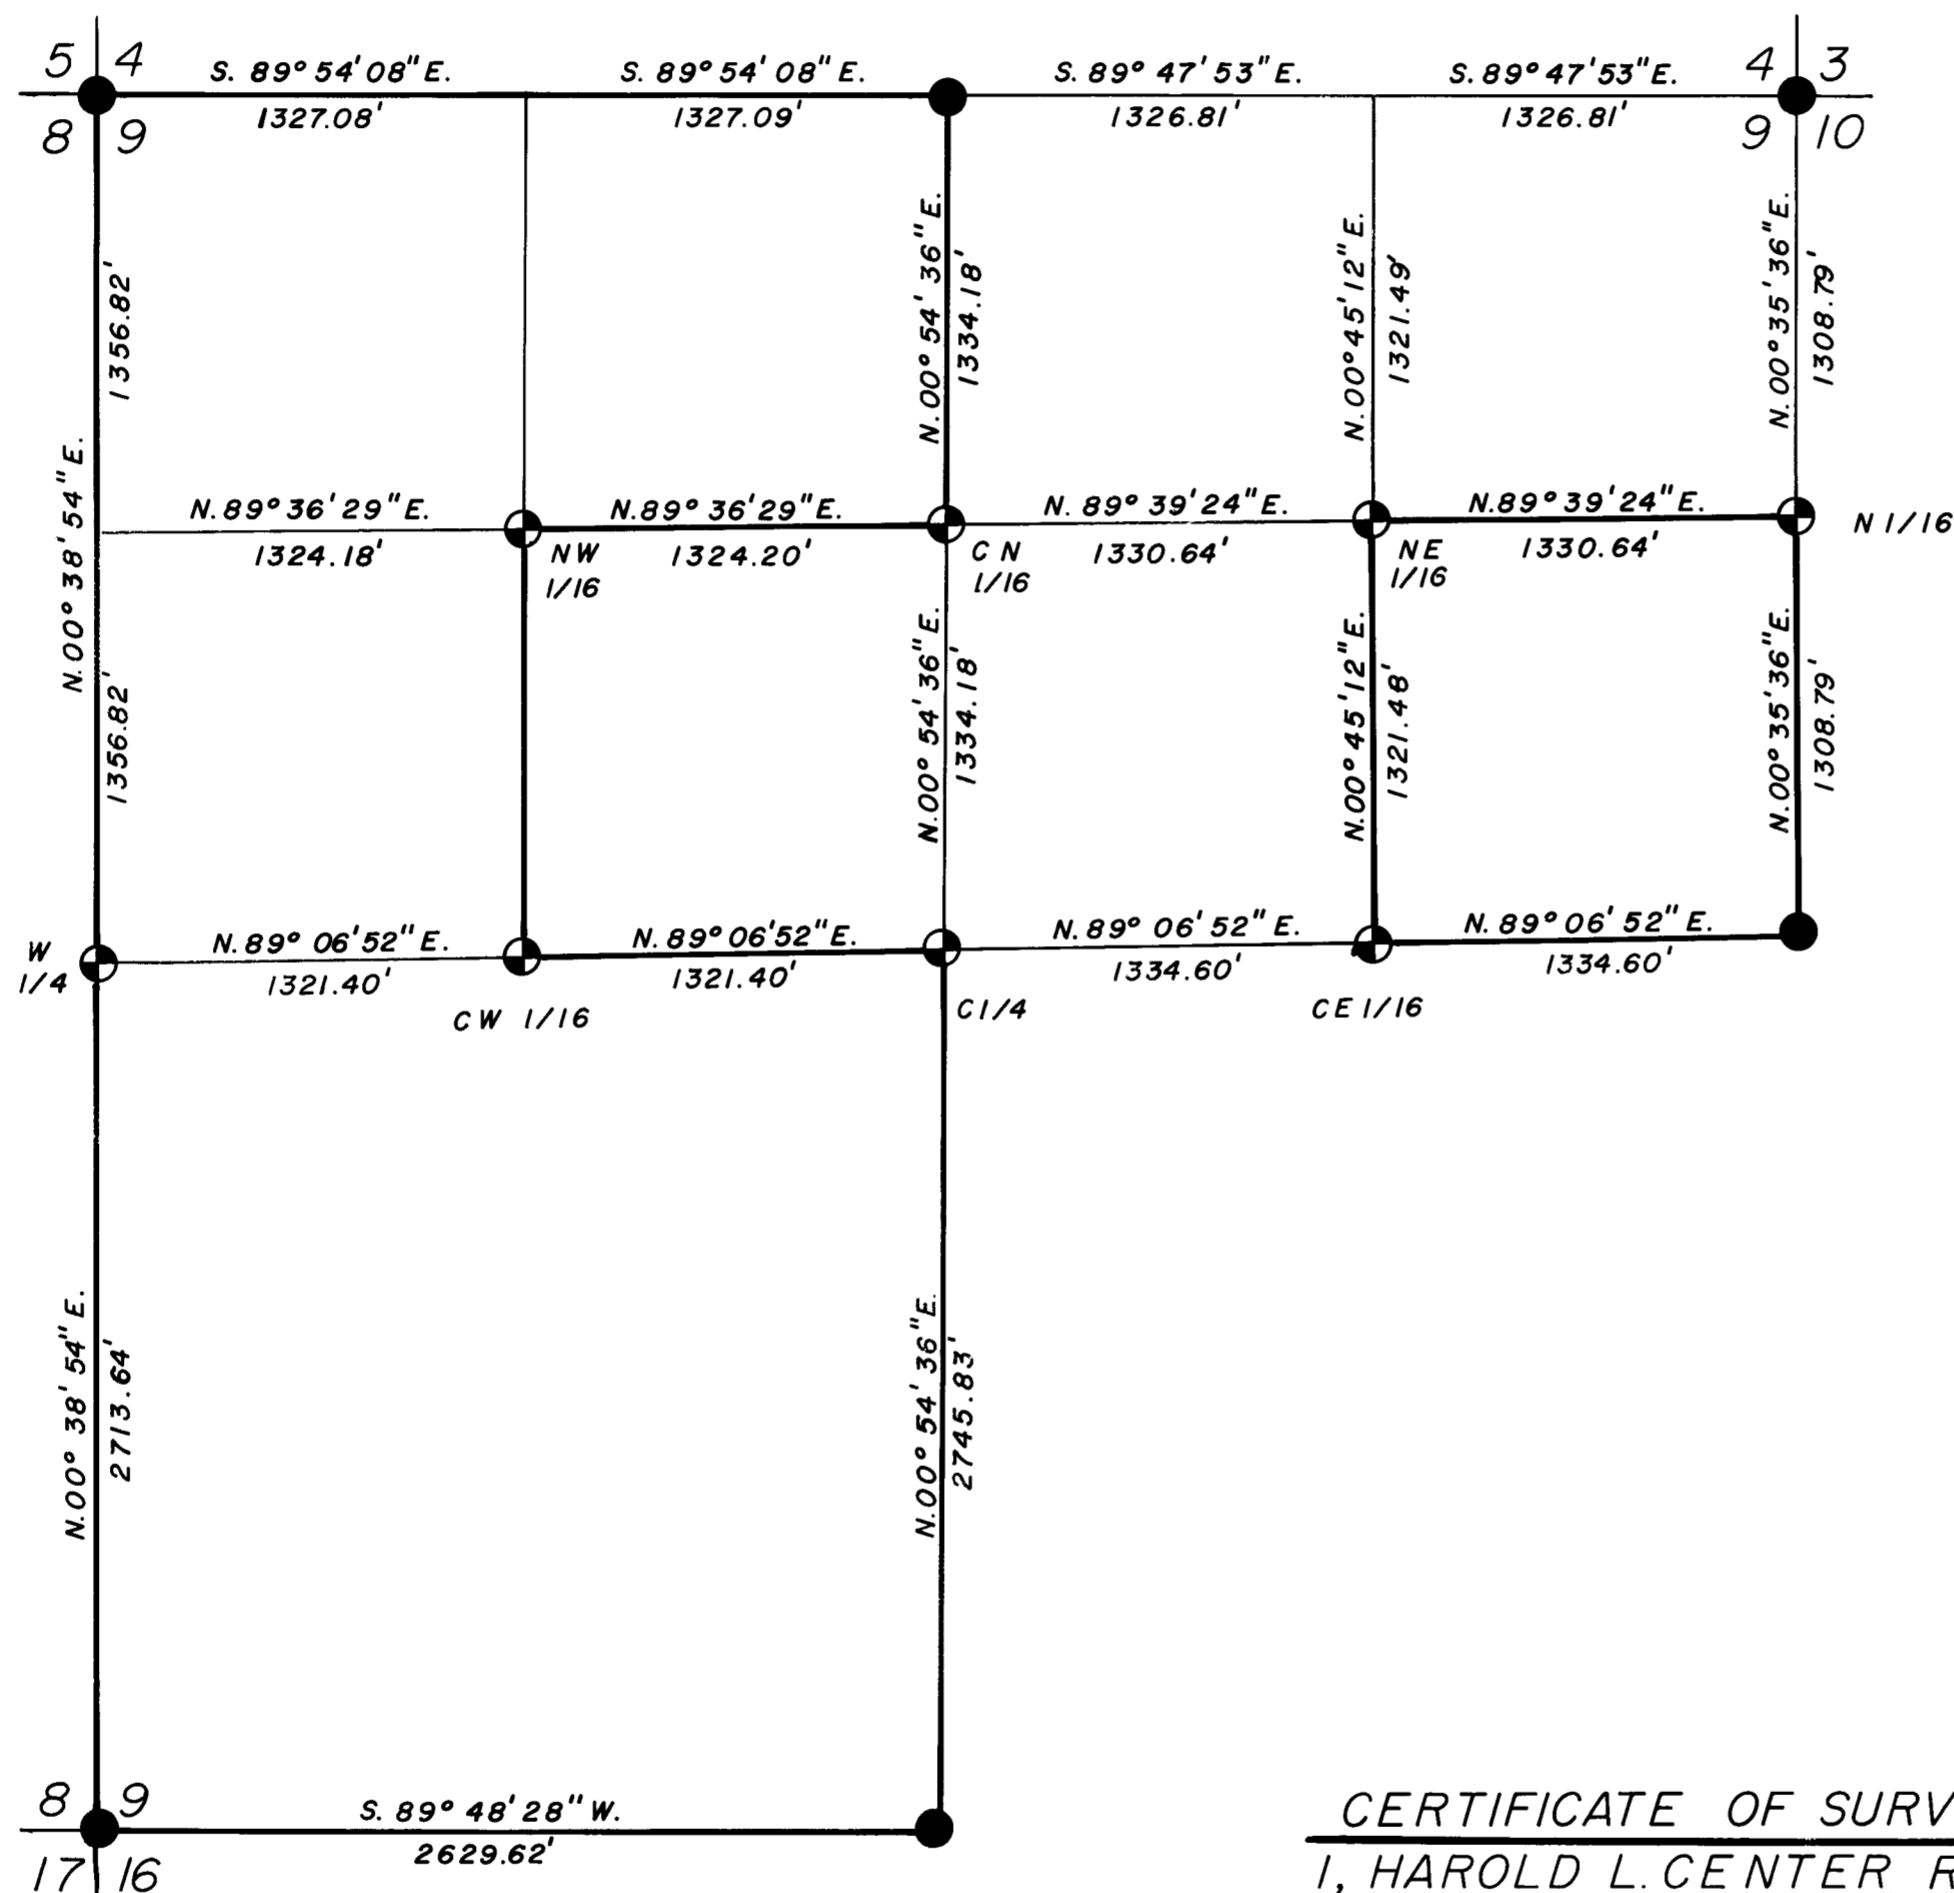 5 4
4 3
S. 89° 54' 08" E.
S. 89° 54' 08" E.
S. 89° 47' 53" E.
S. 89° 47' 53" E.
1327.08'
1327.09'
1326.81'
1326.81'
8 9
9 10
1356.82'
N. 00° 54' 36" E.
1334.18'
N. 00° 45' 12" E.
1321.49'
N. 00° 35' 36" E.
1308.79'
N. 00° 38' 54" E.
N. 89° 36' 29" E.
N. 89° 36' 29" E.
N. 89° 39' 24" E.
N. 89° 39' 24" E.
1324.18'
1324.20'
1330.64'
1330.64'
NW
1/16
C N
1/16
NE
1/16
N 1/16
1356.82'
N. 00° 54' 36" E.
1334.18'
N. 00° 45' 12" E.
1321.48'
N. 00° 35' 36" E.
1308.79'
W
1/4
N. 89° 06' 52" E.
N. 89° 06' 52" E.
N. 89° 06' 52" E.
N. 89° 06' 52" E.
1321.40'
1321.40'
1334.60'
1334.60'
CW 1/16
C 1/4
CE 1/16
N. 00° 38' 54" E.
2713.64'
N. 00° 54' 36" E.
2745.83'
8 9
S. 89° 48' 28" W.
2629.62'
17 16
CERTIFICATE OF SURV
I, HAROLD L. CENTER R